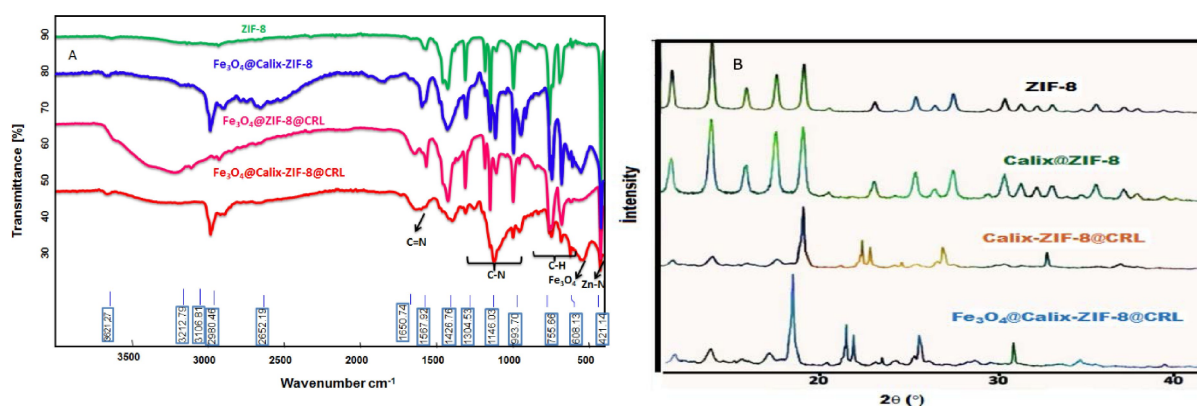 A
ZIF-8
Fe₃O₄@Calix-ZIF-8
Fe₃O₄@ZIF-8@CRL
Fe₃O₄@Calix-ZIF-8@CRL
Transmittance [%]
90
80
70
60
50
40
30
C=N
C-N
C-H
Fe₃O₄
Zn-N
3621.27
3212.79
3106.81
2980.46
2652.19
1650.74
1567.92
1426.76
1304.53
1146.03
993.70
755.66
608.13
421.14
3500
3000
2500
2000
1500
1000
500
Wavenumber cm⁻¹
B
ZIF-8
Calix@ZIF-8
Calix-ZIF-8@CRL
Fe₃O₄@Calix-ZIF-8@CRL
intensity
20
30
40
2Θ (°)